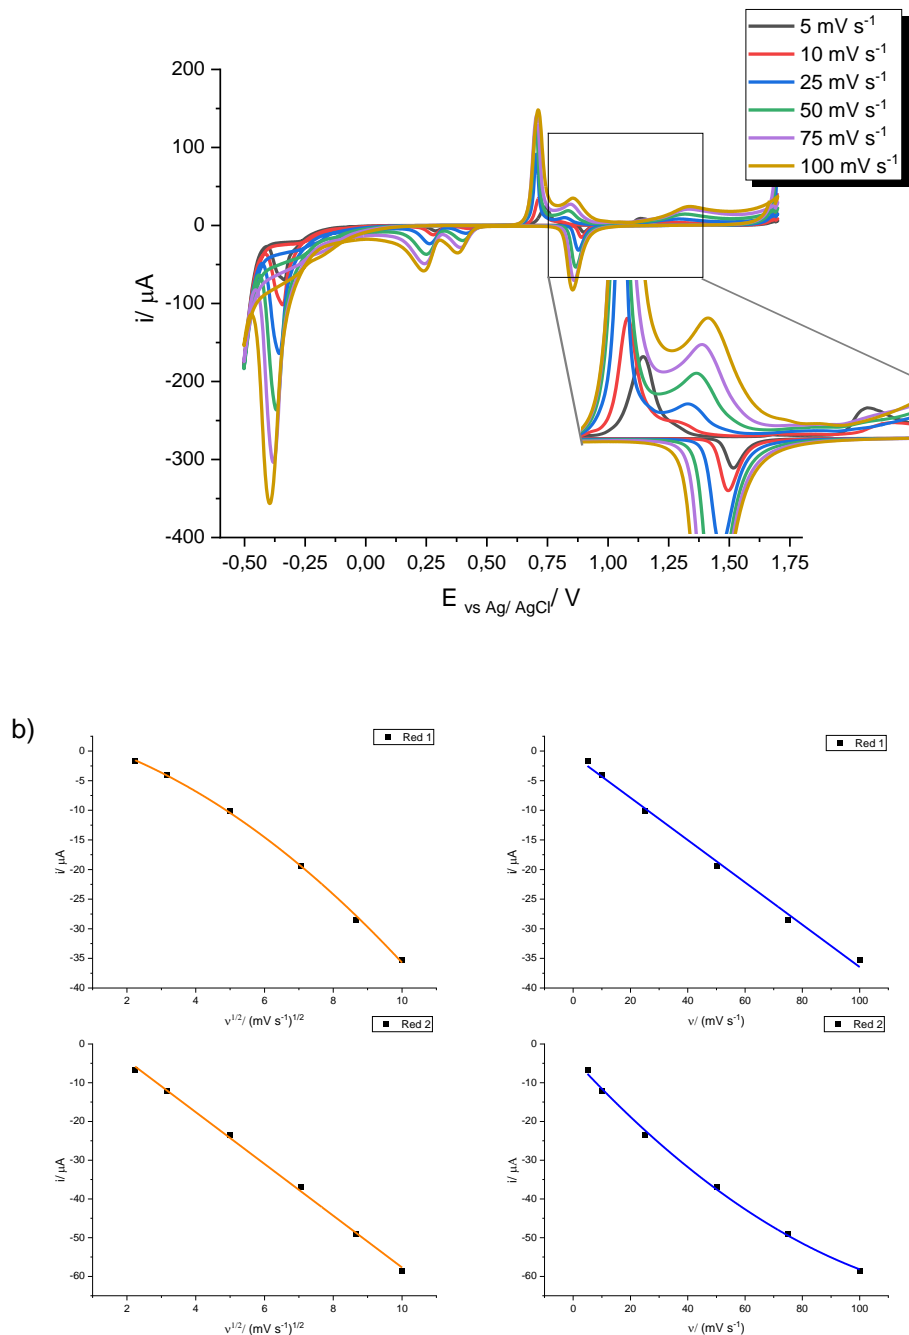 5 mV s⁻¹
10 mV s⁻¹
25 mV s⁻¹
50 mV s⁻¹
75 mV s⁻¹
100 mV s⁻¹
200
100
0
-100
-200
-300
-400
i/ μA
-0,50
-0,25
0,00
0,25
0,50
0,75
1,00
1,25
1,50
1,75
E vs Ag/ AgCl/ V
b)
Red 1
0
-5
-10
-15
-20
-25
-30
-35
-40
i/ μA
2 4 6 8 10
ν1/2/ (mV s⁻¹)1/2
Red 1
0
-5
-10
-15
-20
-25
-30
-35
-40
i/ μA
0 20 40 60 80 100
ν/ (mV s⁻¹)
Red 2
0
-10
-20
-30
-40
-50
-60
i/ μA
2 4 6 8 10
ν1/2/ (mV s⁻¹)1/2
Red 2
0
-10
-20
-30
-40
-50
-60
i/ μA
0 20 40 60 80 100
ν/ (mV s⁻¹)